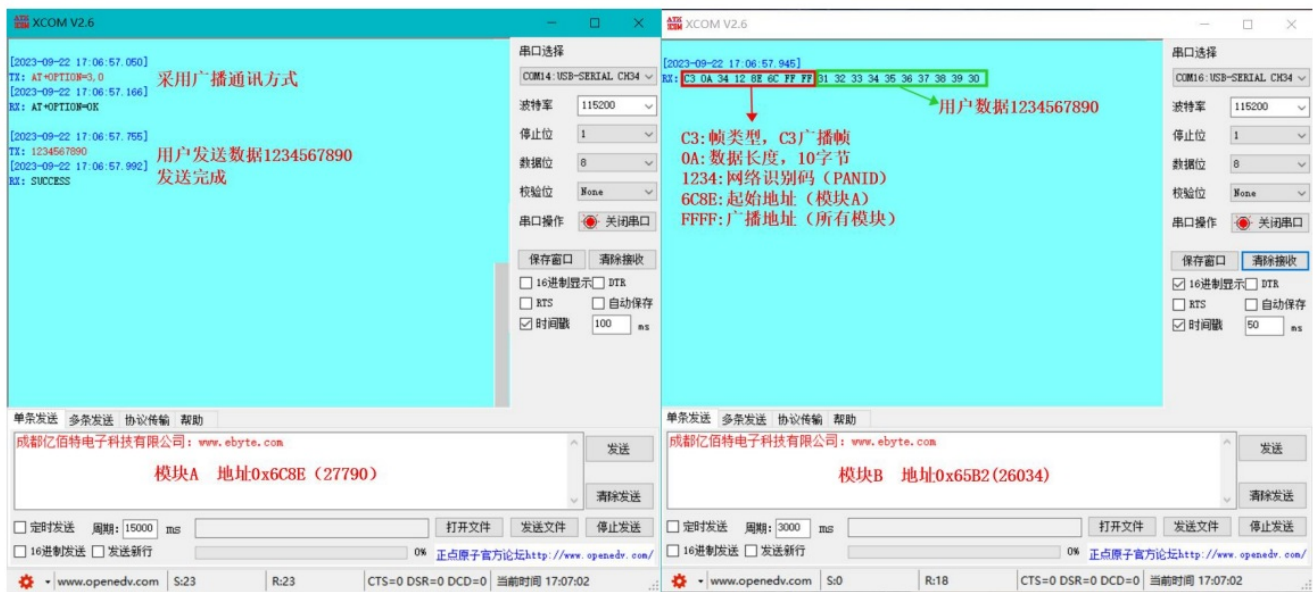 XCOM V2.6
[2023-09-22 17:06:57.050]
TX: AT+OPTION=3,0
采用广播通讯方式
[2023-09-22 17:06:57.166]
RX: AT+OPTION=OK
[2023-09-22 17:06:57.755]
TX: 1234567890
用户发送数据1234567890
[2023-09-22 17:06:57.992]
RX: SUCCESS
发送完成
串口选择
COM14:USB-SERIAL CH34
波特率 115200
停止位 1
数据位 8
校验位 None
串口操作 关闭串口
保存窗口 清除接收
16进制显示 DTR
RTS 自动保存
时间戳 100 ms
单条发送 多条发送 协议传输 帮助
成都亿佰特电子科技有限公司: www.ebyte.com
模块A 地址0x6C8E（27790）
发送
清除发送
定时发送 周期: 15000 ms 打开文件 发送文件 停止发送
16进制发送 发送新行 0% 正点原子官方论坛http://www.openedv.com/
www.openedv.com S:23 R:23 CTS=0 DSR=0 DCD=0 当前时间 17:07:02
XCOM V2.6
[2023-09-22 17:06:57.945]
RX: C3 0A 34 12 8E 6C FF FF 31 32 33 34 35 36 37 38 39 30
用户数据1234567890
C3:帧类型，C3广播帧
0A:数据长度，10字节
1234:网络识别码（PANID）
6C8E:起始地址（模块A）
FFFF:广播地址（所有模块）
串口选择
COM16:USB-SERIAL CH34
波特率 115200
停止位 1
数据位 8
校验位 None
串口操作 关闭串口
保存窗口 清除接收
16进制显示 DTR
RTS 自动保存
时间戳 50 ms
单条发送 多条发送 协议传输 帮助
成都亿佰特电子科技有限公司: www.ebyte.com
模块B 地址0x65B2(26034)
发送
清除发送
定时发送 周期: 3000 ms 打开文件 发送文件 停止发送
16进制发送 发送新行 0% 正点原子官方论坛http://www.openedv.com/
www.openedv.com S:0 R:18 CTS=0 DSR=0 DCD=0 当前时间 17:07:02